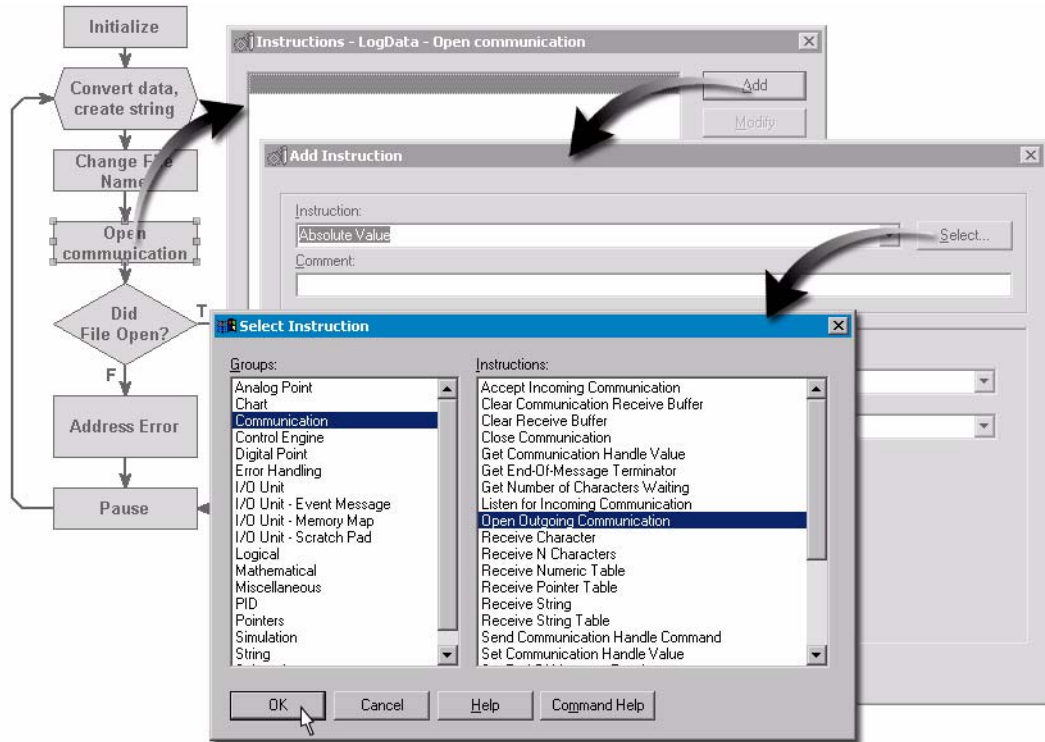 Initialize
Convert data,
create string
Change File
Name
Open
communication
Did
File Open?
T
F
Address Error
Pause
Instructions - LogData - Open communication
Add
Modify
Add Instruction
Instruction:
Absolute Value
Select...
Comment:
Select Instruction
Groups:
Analog Point
Chart
Communication
Control Engine
Digital Point
Error Handling
I/O Unit
I/O Unit - Event Message
I/O Unit - Memory Map
I/O Unit - Scratch Pad
Logical
Mathematical
Miscellaneous
PID
Pointers
Simulation
String
Instructions:
Accept Incoming Communication
Clear Communication Receive Buffer
Clear Receive Buffer
Close Communication
Get Communication Handle Value
Get End-Of-Message Terminator
Get Number of Characters Waiting
Listen for Incoming Communication
Open Outgoing Communication
Receive Character
Receive N Characters
Receive Numeric Table
Receive Pointer Table
Receive String
Receive String Table
Send Communication Handle Command
Set Communication Handle Value
OK
Cancel
Help
Command Help